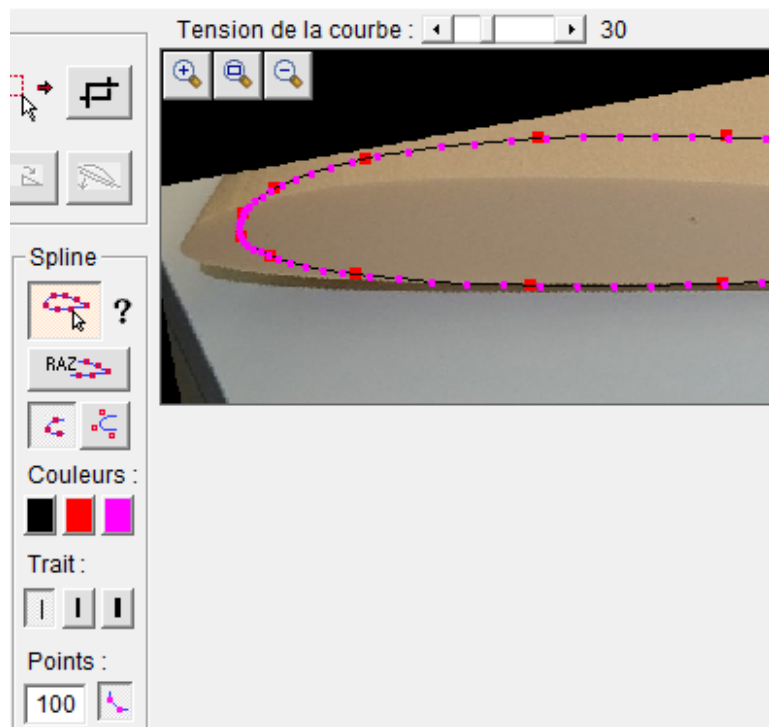 Tension de la courbe : 30
Spline
?
RAZ
Couleurs :
Trait :
Points :
100